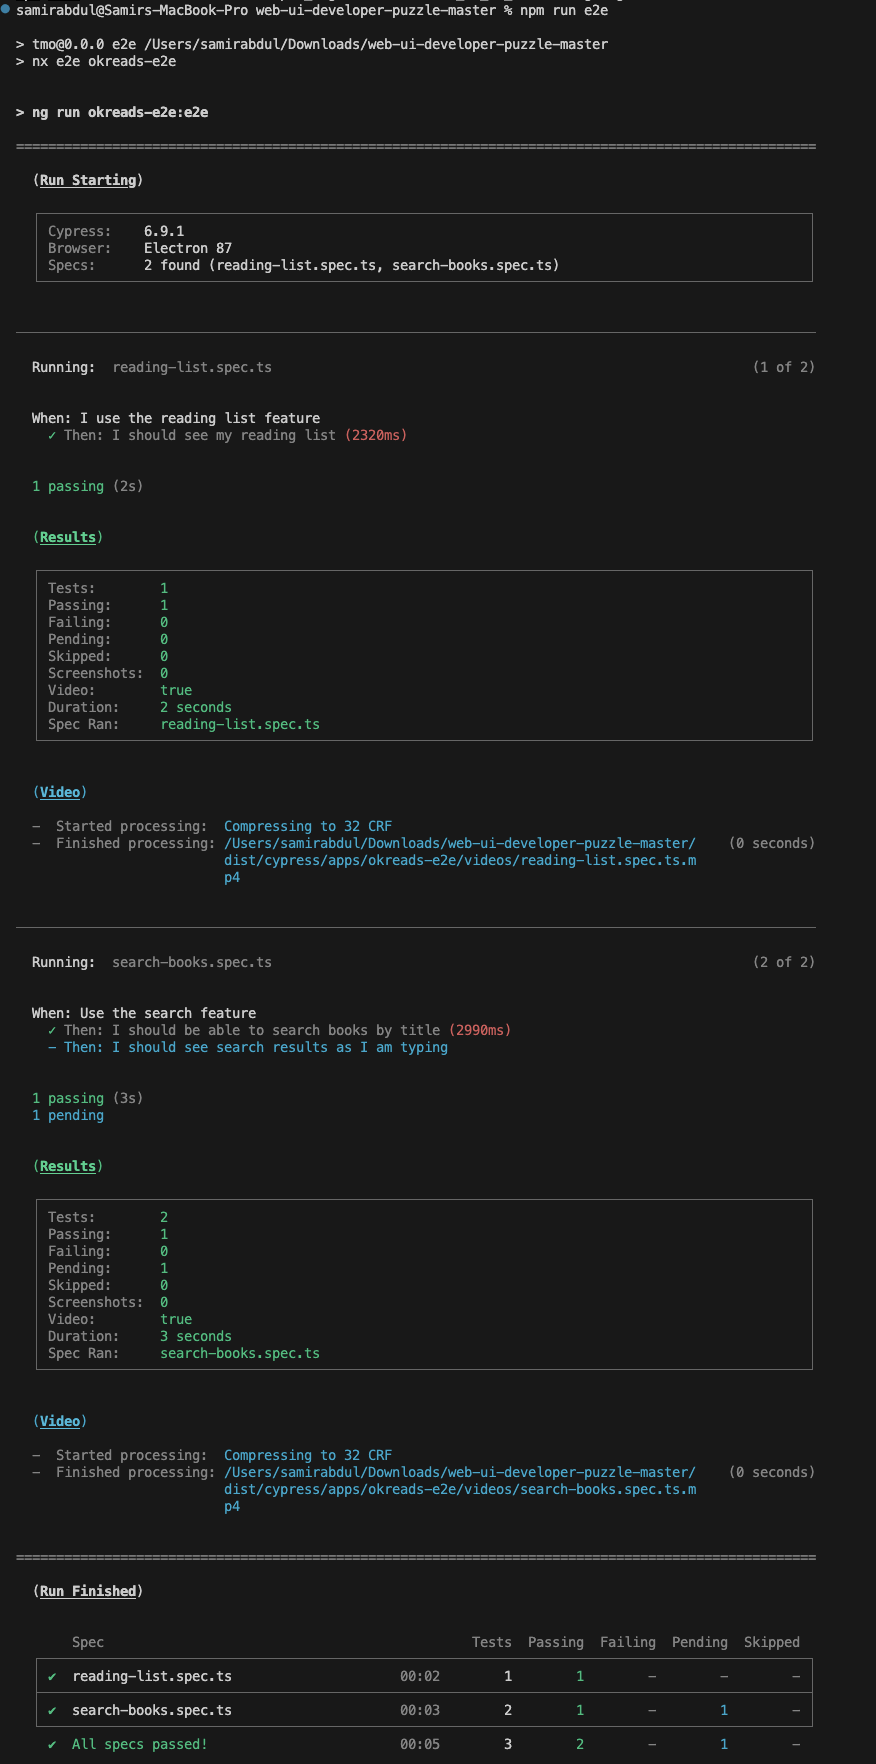 samirabdul@Samirs-MacBook-Pro web-ui-developer-puzzle-master % npm run e2e
> tmo@0.0.0 e2e /Users/samirabdul/Downloads/web-ui-developer-puzzle-master
> nx e2e okreads-e2e
> ng run okreads-e2e:e2e
====================================================================================================
(Run Starting)
Cypress: 6.9.1
Browser: Electron 87
Specs: 2 found (reading-list.spec.ts, search-books.spec.ts)
Running: reading-list.spec.ts (1 of 2)
When: I use the reading list feature
✓ Then: I should see my reading list (2320ms)
1 passing (2s)
(Results)
Tests: 1
Passing: 1
Failing: 0
Pending: 0
Skipped: 0
Screenshots: 0
Video: true
Duration: 2 seconds
Spec Ran: reading-list.spec.ts
(Video)
- Started processing: Compressing to 32 CRF
- Finished processing: /Users/samirabdul/Downloads/web-ui-developer-puzzle-master/ (0 seconds)
dist/cypress/apps/okreads-e2e/videos/reading-list.spec.ts.m
p4
Running: search-books.spec.ts (2 of 2)
When: Use the search feature
✓ Then: I should be able to search books by title (2990ms)
- Then: I should see search results as I am typing
1 passing (3s)
1 pending
(Results)
Tests: 2
Passing: 1
Failing: 0
Pending: 1
Skipped: 0
Screenshots: 0
Video: true
Duration: 3 seconds
Spec Ran: search-books.spec.ts
(Video)
- Started processing: Compressing to 32 CRF
- Finished processing: /Users/samirabdul/Downloads/web-ui-developer-puzzle-master/ (0 seconds)
dist/cypress/apps/okreads-e2e/videos/search-books.spec.ts.m
p4
====================================================================================================
(Run Finished)
Spec Tests Passing Failing Pending Skipped
✔ reading-list.spec.ts 00:02 1 1 - - -
✔ search-books.spec.ts 00:03 2 1 - 1 -
✔ All specs passed! 00:05 3 2 - 1 -